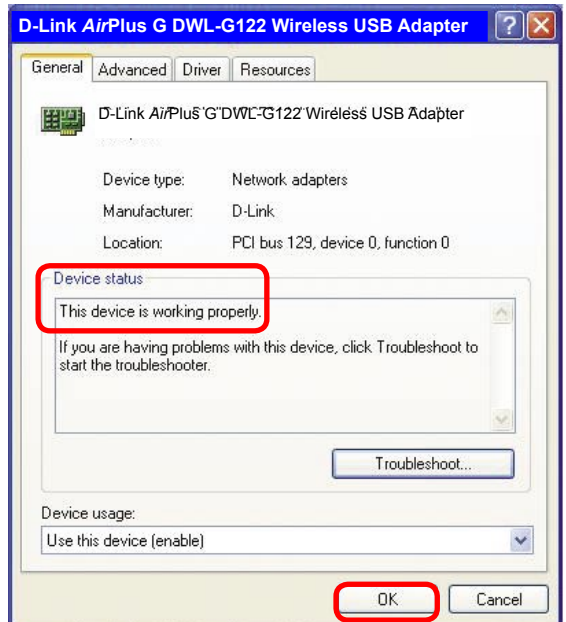 D-Link AirPlus G DWL-G122 Wireless USB Adapter
General Advanced Driver Resources
D-Link AirPlus G DWL-G122 Wireless USB Adapter
Device type: Network adapters
Manufacturer: D-Link
Location: PCI bus 129, device 0, function 0
Device status
This device is working properly.
If you are having problems with this device, click Troubleshoot to
start the troubleshooter.
Troubleshoot...
Device usage:
Use this device (enable)
OK Cancel